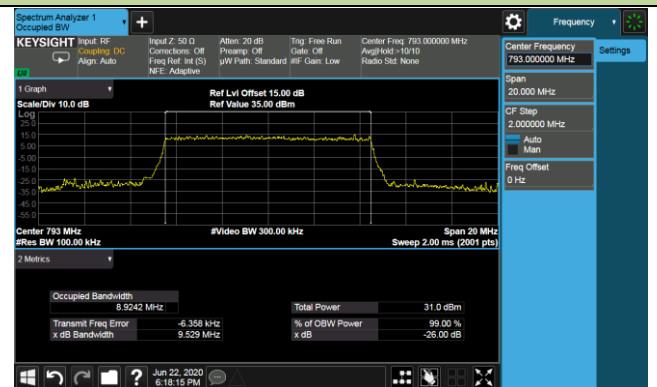 Spectrum Analyzer 1
Occupied BW
+
Frequency
KEYSIGHT
Input: RF
Coupling: DC
Align: Auto
Input Z: 50 Ω
Corrections: Off
Freq Ref: Int (S)
NFE: Adaptive
Atten: 20 dB
Preamp: Off
µW Path: Standard
Trig: Free Run
Gate: Off
#IF Gain: Low
Center Freq: 793.000000 MHz
Avg|Hold:>10/10
Radio Std: None
LXI
Center Frequency
793.000000 MHz
Settings
Span
20.000 MHz
CF Step
2.000000 MHz
Auto
Man
Freq Offset
0 Hz
1 Graph
Scale/Div 10.0 dB
Ref Lvl Offset 15.00 dB
Ref Value 35.00 dBm
Log
25.0
15.0
5.00
-5.00
-15.0
-25.0
-35.0
-45.0
-55.0
Center 793 MHz
#Res BW 100.00 kHz
#Video BW 300.00 kHz
Span 20 MHz
Sweep 2.00 ms (2001 pts)
2 Metrics
Occupied Bandwidth
8.9242 MHz
Total Power 31.0 dBm
Transmit Freq Error -6.358 kHz
% of OBW Power 99.00 %
x dB Bandwidth 9.529 MHz
x dB -26.00 dB
?
Jun 22, 2020
6:18:15 PM